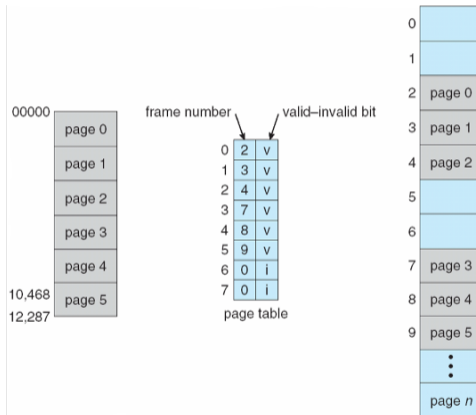 00000
page 0
page 1
page 2
page 3
page 4
10,468
page 5
12,287
frame number
valid–invalid bit
0 2 v
1 3 v
2 4 v
3 7 v
4 8 v
5 9 v
6 0 i
7 0 i
page table
0
1
2 page 0
3 page 1
4 page 2
5
6
7 page 3
8 page 4
9 page 5
page n